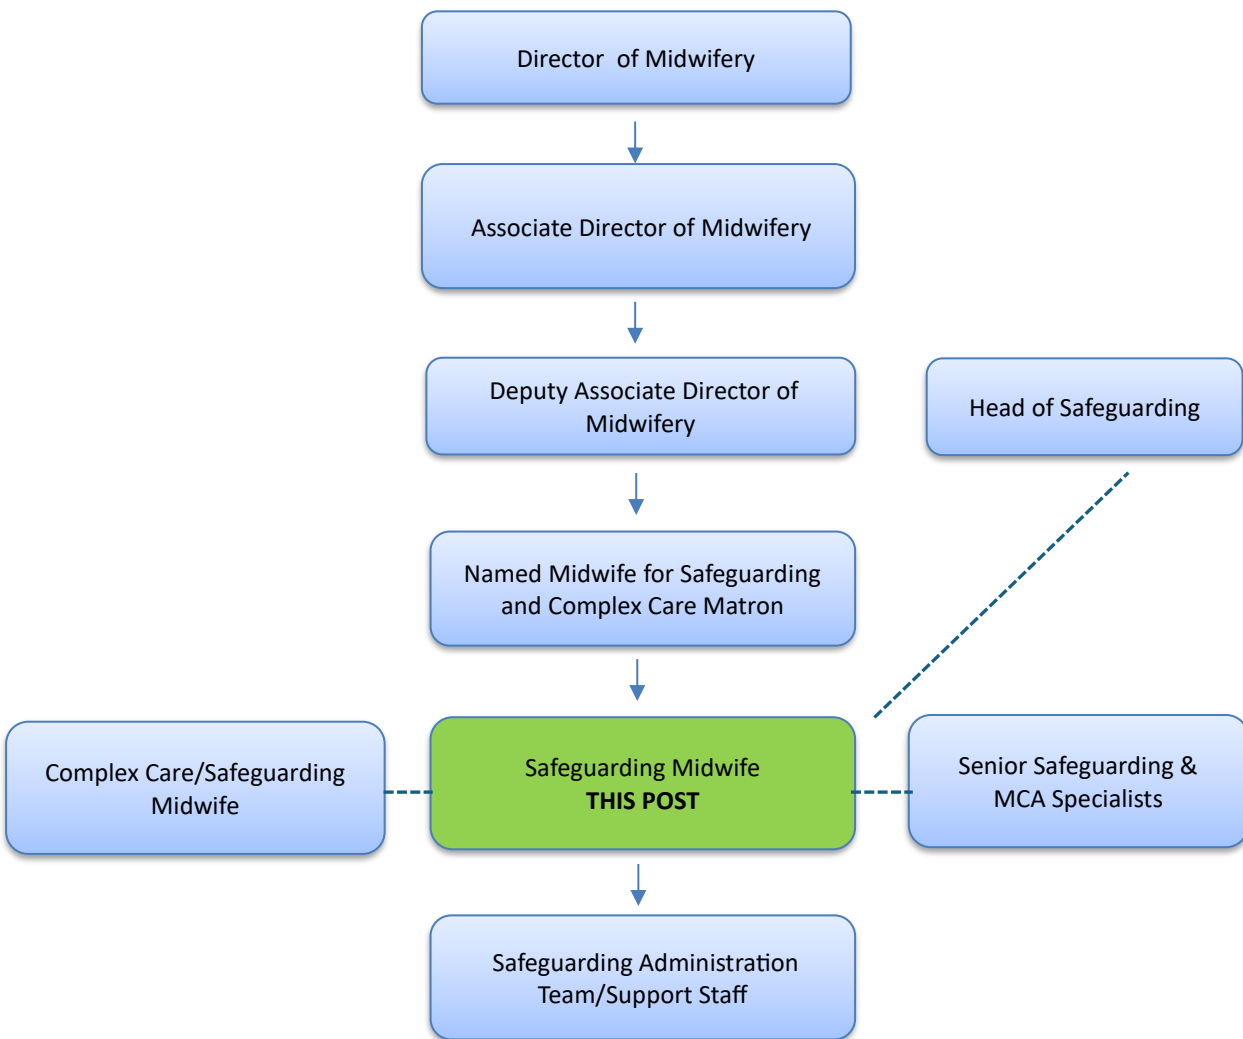 Director of Midwifery
Associate Director of Midwifery
Deputy Associate Director of
Midwifery
Head of Safeguarding
Named Midwife for Safeguarding
and Complex Care Matron
Complex Care/Safeguarding
Midwife
Safeguarding Midwife
THIS POST
Senior Safeguarding &
MCA Specialists
Safeguarding Administration
Team/Support Staff